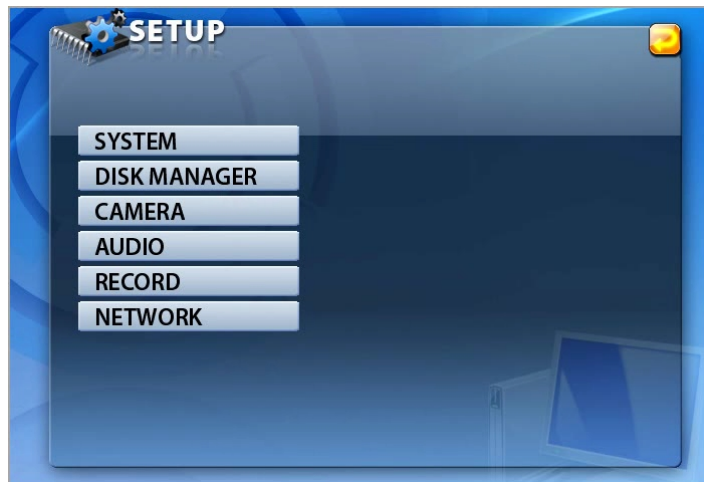 SETUP
SYSTEM
DISK MANAGER
CAMERA
AUDIO
RECORD
NETWORK